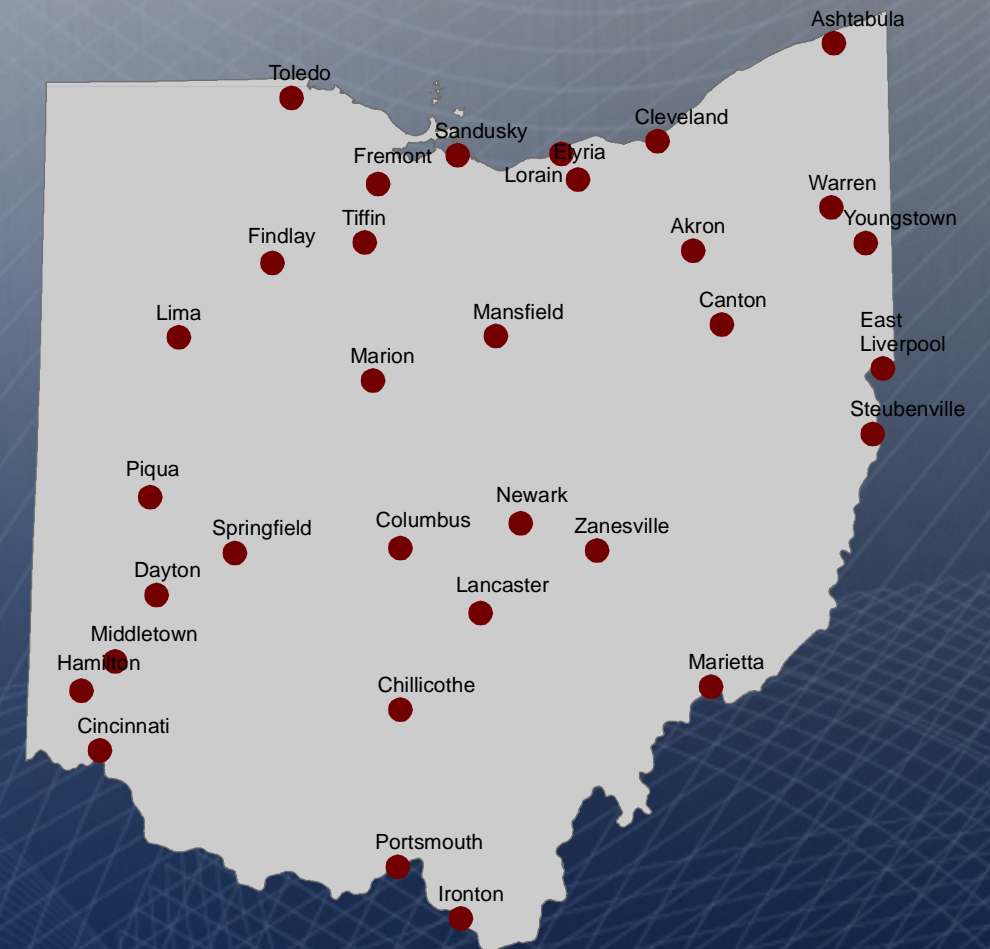 Ashtabula
Toledo
Cleveland
Sandusky
Elyria
Fremont
Lorain
Warren
Youngstown
Tiffin
Akron
Findlay
Canton
Lima
Mansfield
East
Liverpool
Marion
Steubenville
Piqua
Newark
Columbus
Zanesville
Springfield
Dayton
Lancaster
Middletown
Hamilton
Marietta
Chillicothe
Cincinnati
Portsmouth
Ironton